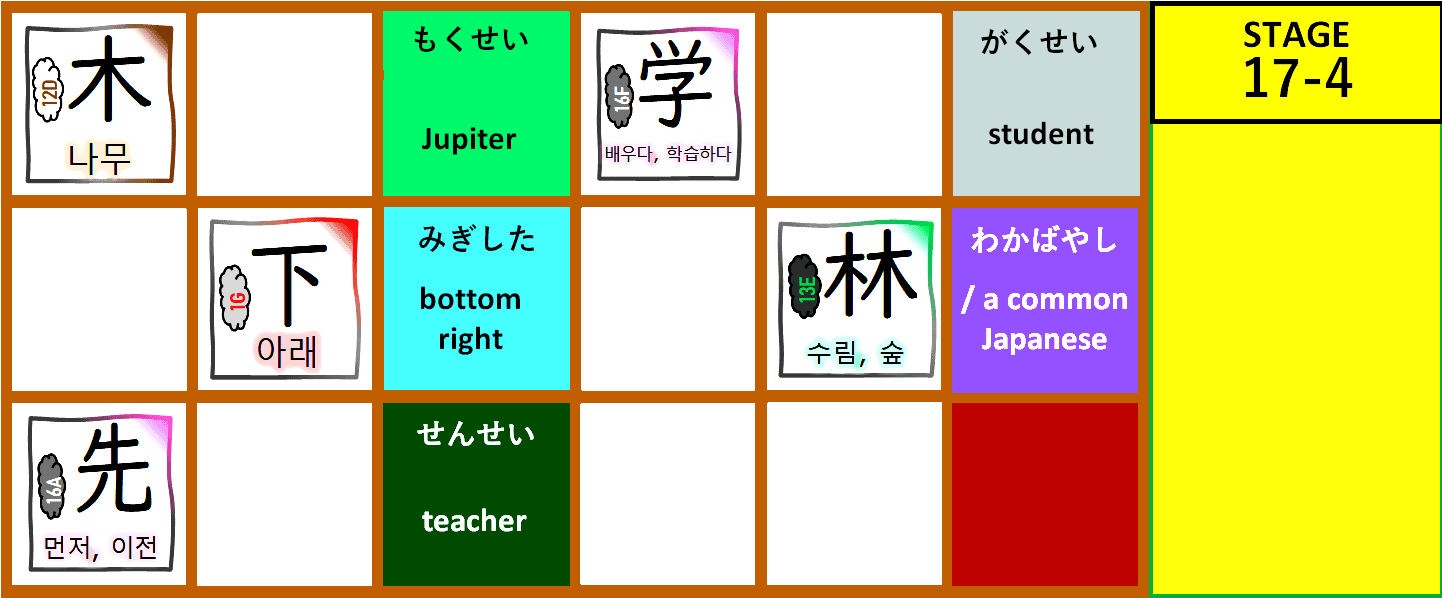 木
12D
나무
もくせい
Jupiter
学
16F
배우다, 학습하다
がくせい
student
STAGE
17-4
下
1G
아래
みぎした
bottom
right
林
13E
수림, 숲
わかばやし
/ a common
Japanese
先
16A
먼저, 이전
せんせい
teacher